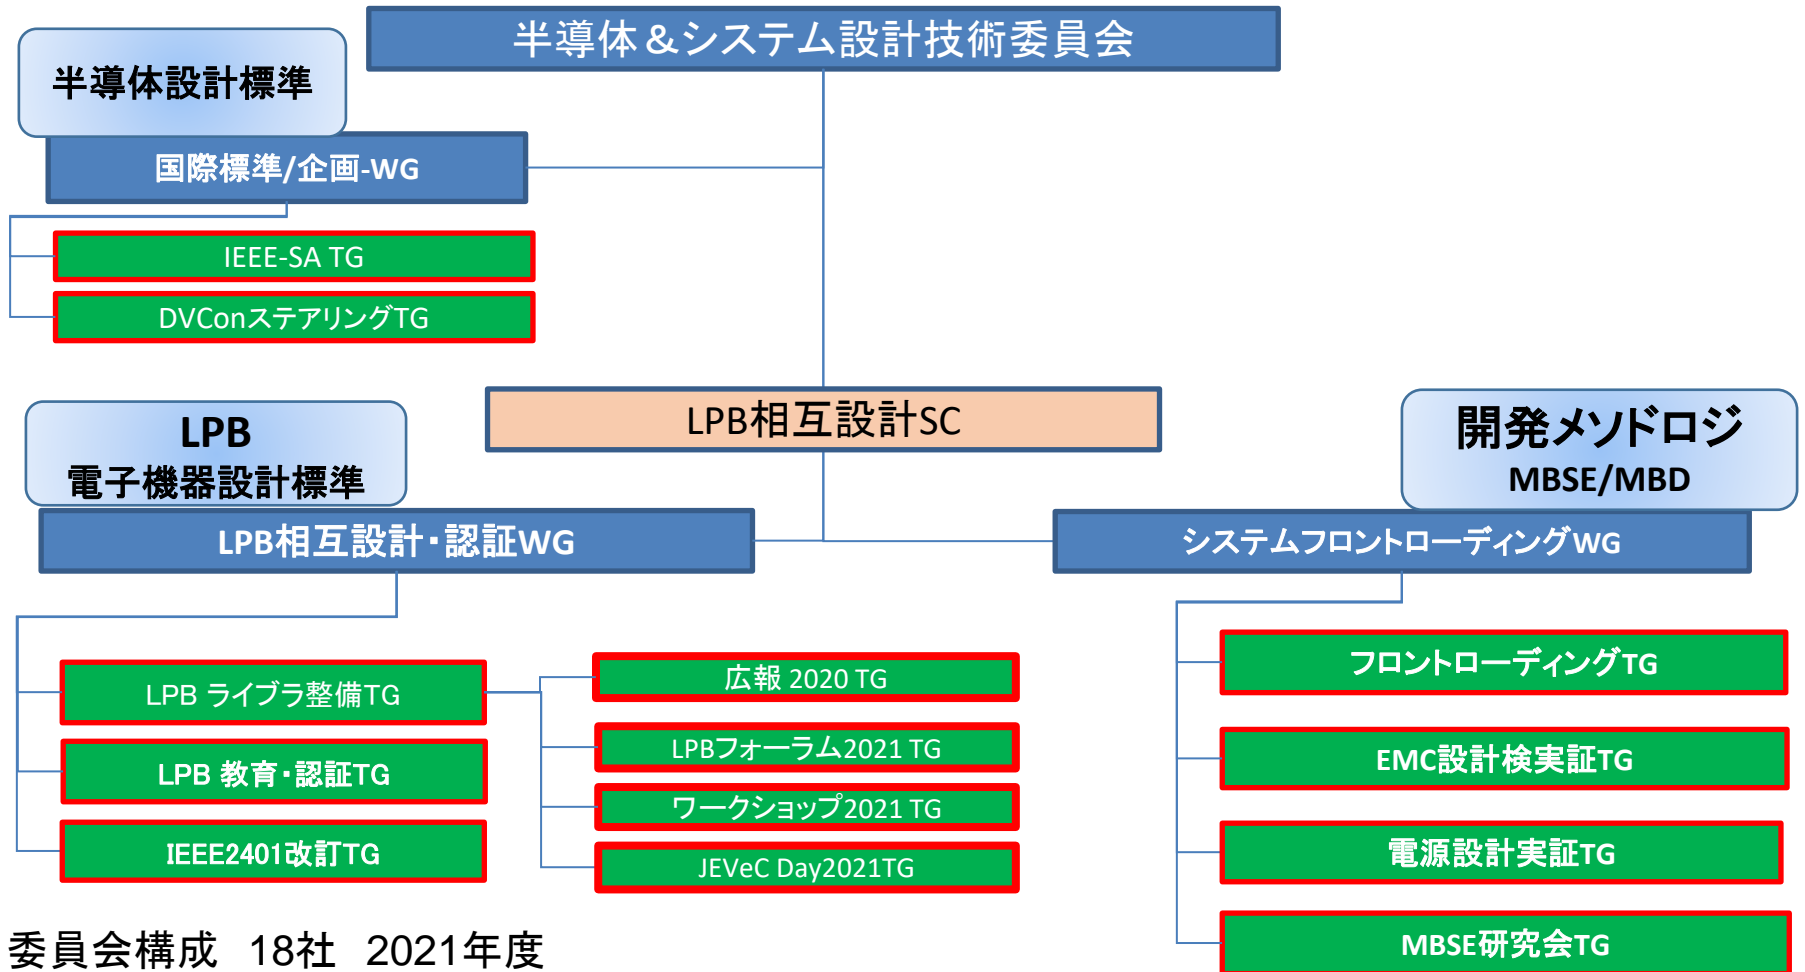 半導体&システム設計技術委員会
半導体設計標準
国際標準/企画-WG
IEEE-SA TG
DVConステアリングTG
LPB相互設計SC
LPB
電子機器設計標準
開発メソドロジ
MBSE/MBD
LPB相互設計・認証WG
システムフロントローディングWG
LPB ライブラ整備TG
LPB 教育・認証TG
IEEE2401改訂TG
広報 2020 TG
LPBフォーラム2021 TG
ワークショップ2021 TG
JEVeC Day2021TG
フロントローディングTG
EMC設計検実証TG
電源設計実証TG
MBSE研究会TG
委員会構成 18社 2021年度